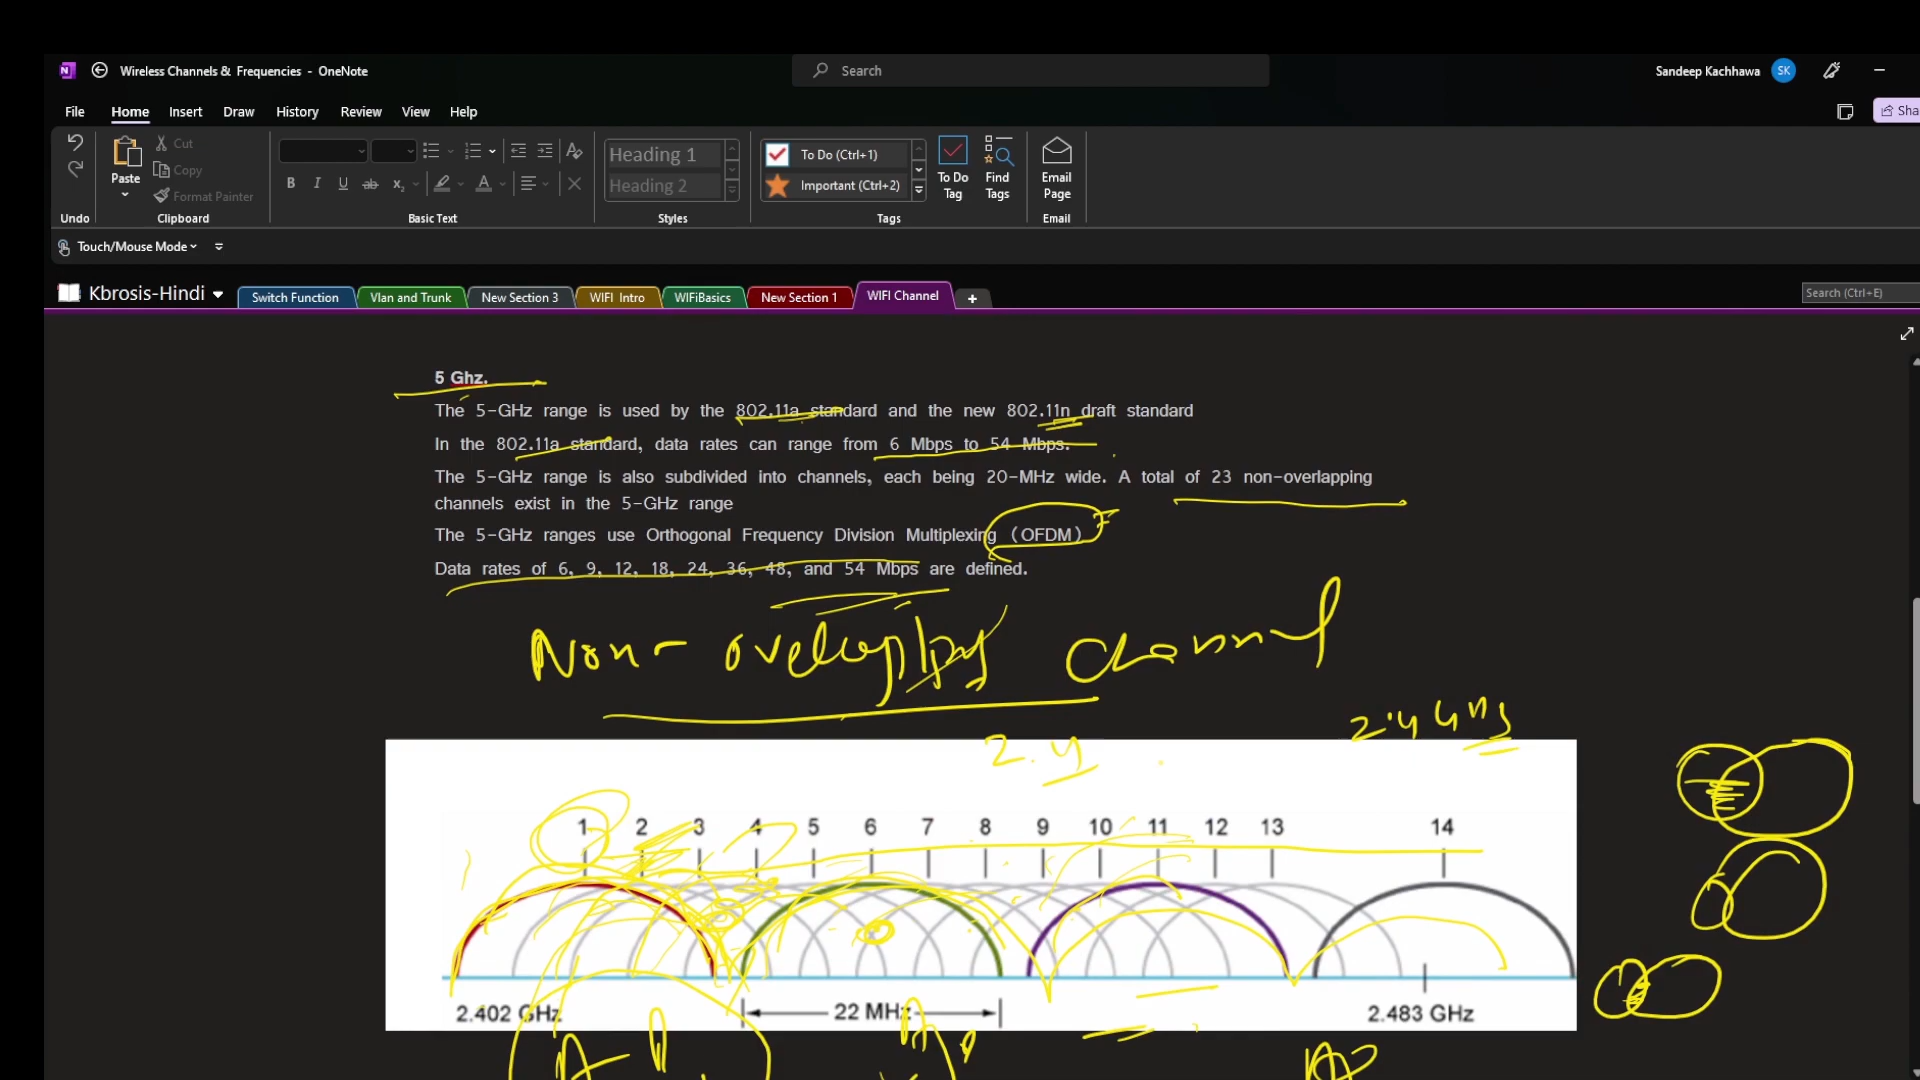 Wireless Channels & Frequencies - OneNote
Search
Sandeep Kachhawa SK
File Home Insert Draw History Review View Help
Sha
Undo
Paste
Cut
Copy
Format Painter
Clipboard
B I U ab x A
Basic Text
Heading 1
Heading 2
Styles
To Do (Ctrl+1)
Important (Ctrl+2)
To Do Tag
Find Tags
Tags
Email Page
Email
Touch/Mouse Mode
Kbrosis-Hindi Switch Function Vlan and Trunk New Section 3 WIFI Intro WIFiBasics New Section 1 WIFI Channel + Search (Ctrl+E)
5 Ghz.
The 5-GHz range is used by the 802.11a standard and the new 802.11n draft standard
In the 802.11a standard, data rates can range from 6 Mbps to 54 Mbps.
The 5-GHz range is also subdivided into channels, each being 20-MHz wide. A total of 23 non-overlapping
channels exist in the 5-GHz range
The 5-GHz ranges use Orthogonal Frequency Division Multiplexing (OFDM)
Data rates of 6, 9, 12, 18, 24, 36, 48, and 54 Mbps are defined.
Non-
channel
2.4
1 2 3 4 5 6 7 8 9 10 11 12 13 14
2.402 GHz 22 MHz 2.483 GHz
AP